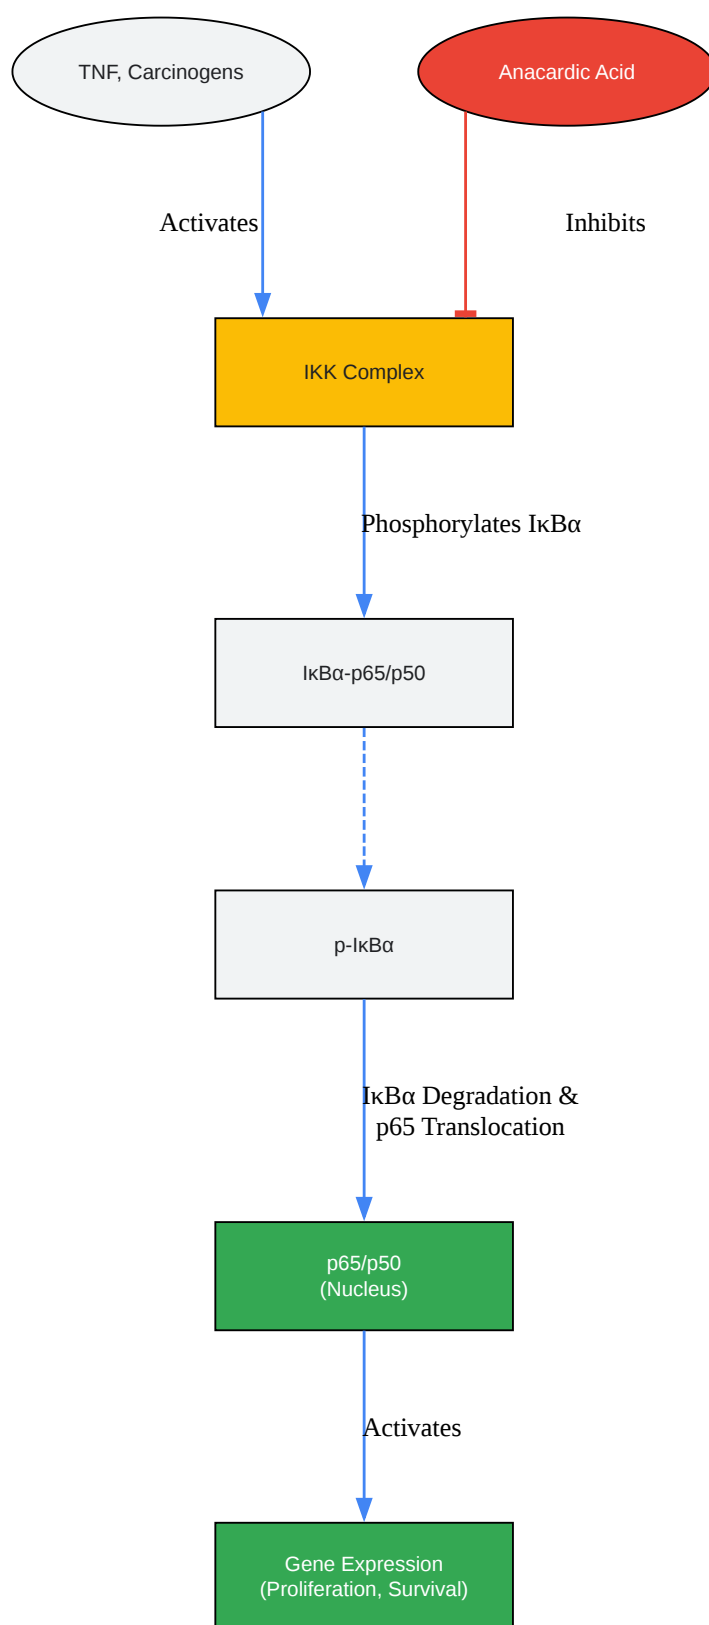 TNF, Carcinogens
Anacardic Acid
Activates
Inhibits
IKK Complex
Phosphorylates IκBα
IκBα-p65/p50
p-IκBα
IκBα Degradation &
p65 Translocation
p65/p50
(Nucleus)
Activates
Gene Expression
(Proliferation, Survival)